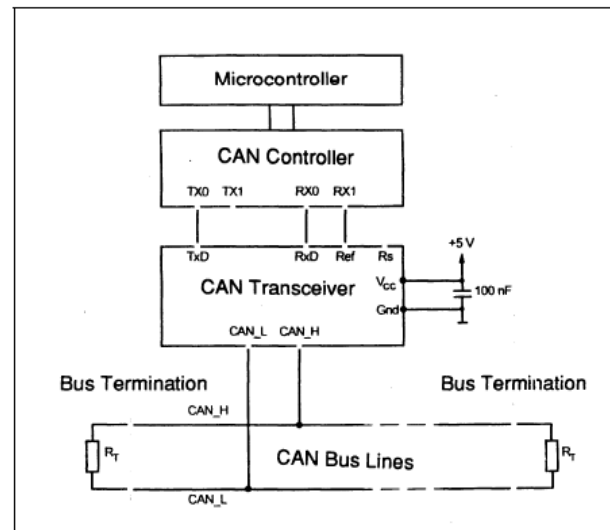 Microcontroller
CAN Controller
TX0 TX1 RX0 RX1
TxD RxD Ref Rs
+5 V
CAN Transceiver
VCC
100 nF
Gnd
CAN_L CAN_H
Bus Termination
Bus Termination
CAN_H
RT
CAN Bus Lines
RT
CAN_L